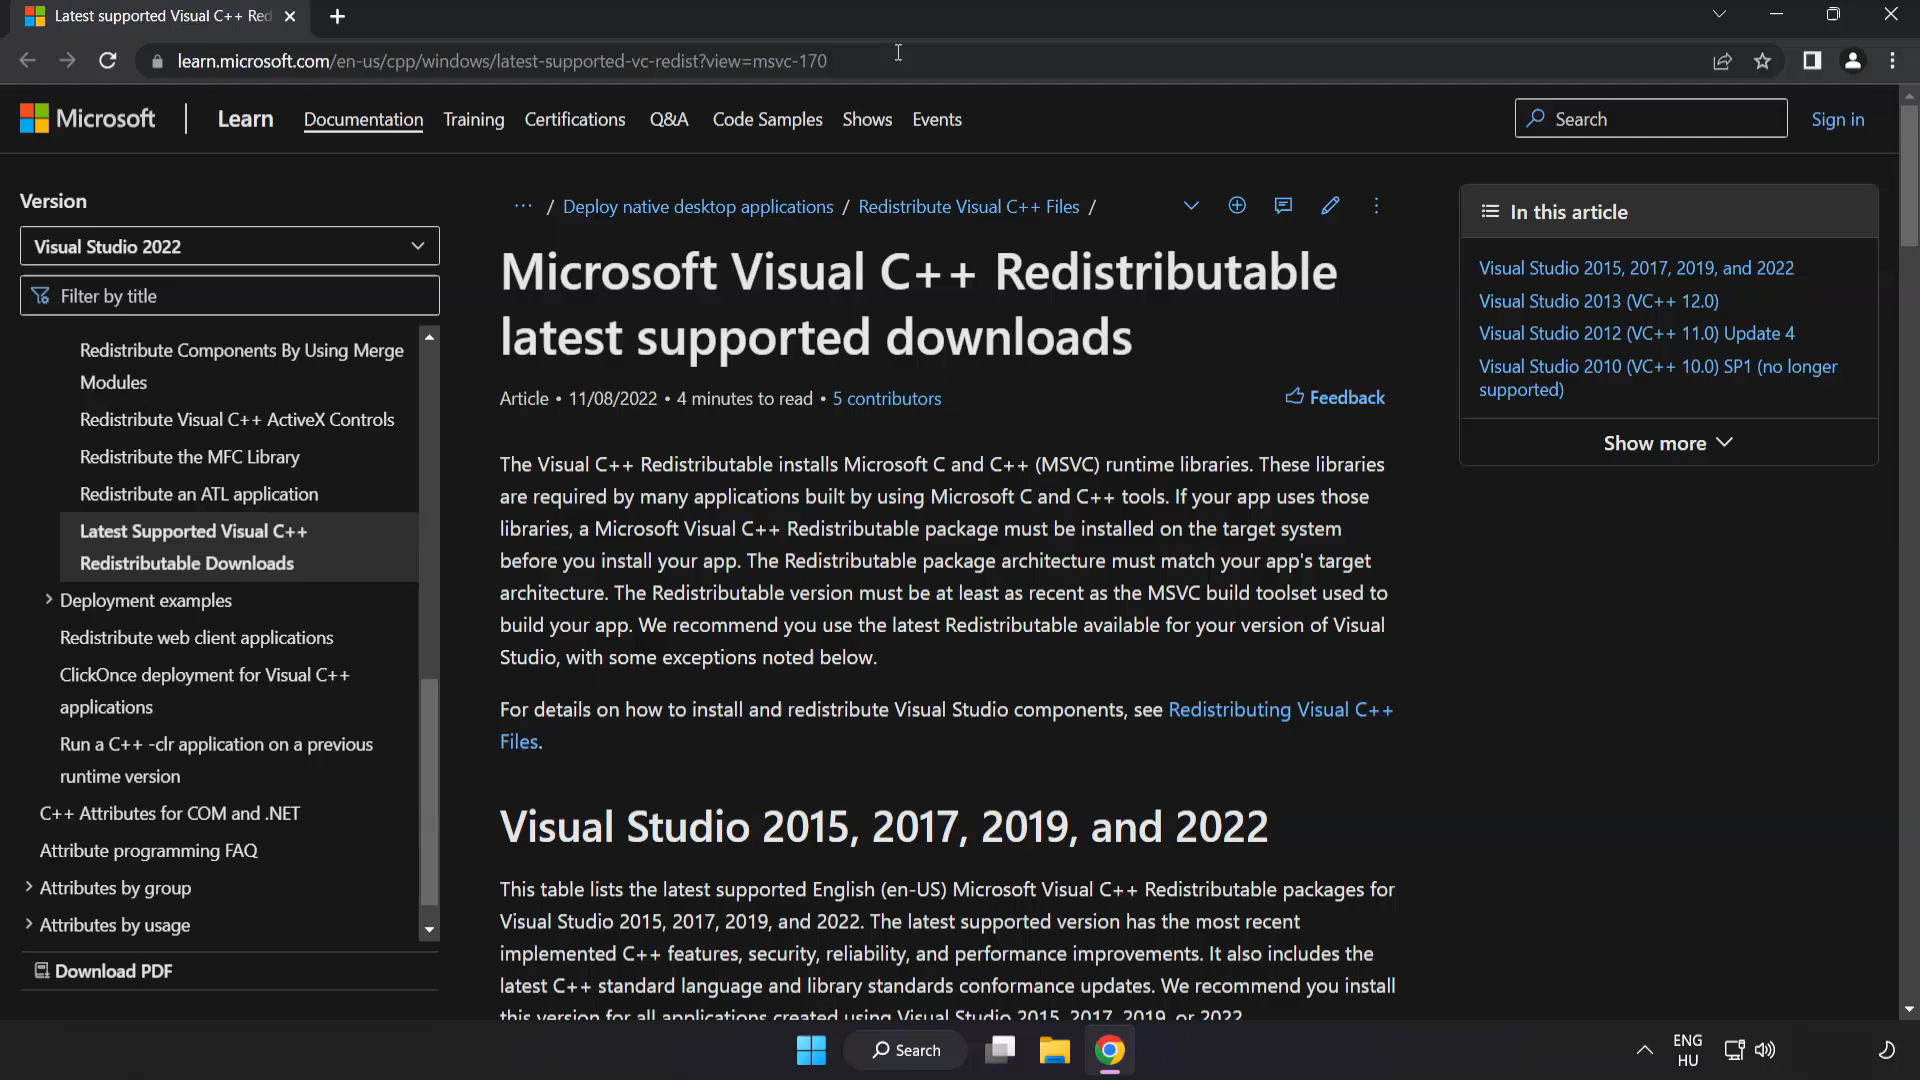 Latest supported Visual C++ Red
learn.microsoft.com/en-us/cpp/windows/latest-supported-vc-redist?view=msvc-170
Microsoft
Learn Documentation Training Certifications Q&A Code Samples Shows Events
Search
Sign in
Version
Visual Studio 2022
Filter by title
Redistribute Components By Using Merge
Modules
Redistribute Visual C++ ActiveX Controls
Redistribute the MFC Library
Redistribute an ATL application
Latest Supported Visual C++
Redistributable Downloads
Deployment examples
Redistribute web client applications
ClickOnce deployment for Visual C++
applications
Run a C++ -clr application on a previous
runtime version
C++ Attributes for COM and .NET
Attribute programming FAQ
Attributes by group
Attributes by usage
Download PDF
··· / Deploy native desktop applications / Redistribute Visual C++ Files /
Microsoft Visual C++ Redistributable
latest supported downloads
Article • 11/08/2022 • 4 minutes to read • 5 contributors
Feedback
The Visual C++ Redistributable installs Microsoft C and C++ (MSVC) runtime libraries. These libraries
are required by many applications built by using Microsoft C and C++ tools. If your app uses those
libraries, a Microsoft Visual C++ Redistributable package must be installed on the target system
before you install your app. The Redistributable package architecture must match your app's target
architecture. The Redistributable version must be at least as recent as the MSVC build toolset used to
build your app. We recommend you use the latest Redistributable available for your version of Visual
Studio, with some exceptions noted below.
For details on how to install and redistribute Visual Studio components, see Redistributing Visual C++
Files.
Visual Studio 2015, 2017, 2019, and 2022
This table lists the latest supported English (en-US) Microsoft Visual C++ Redistributable packages for
Visual Studio 2015, 2017, 2019, and 2022. The latest supported version has the most recent
implemented C++ features, security, reliability, and performance improvements. It also includes the
latest C++ standard language and library standards conformance updates. We recommend you install
this version for all applications created using Visual Studio 2015, 2017, 2019, or 2022.
In this article
Visual Studio 2015, 2017, 2019, and 2022
Visual Studio 2013 (VC++ 12.0)
Visual Studio 2012 (VC++ 11.0) Update 4
Visual Studio 2010 (VC++ 10.0) SP1 (no longer
supported)
Show more
Search
ENG
HU